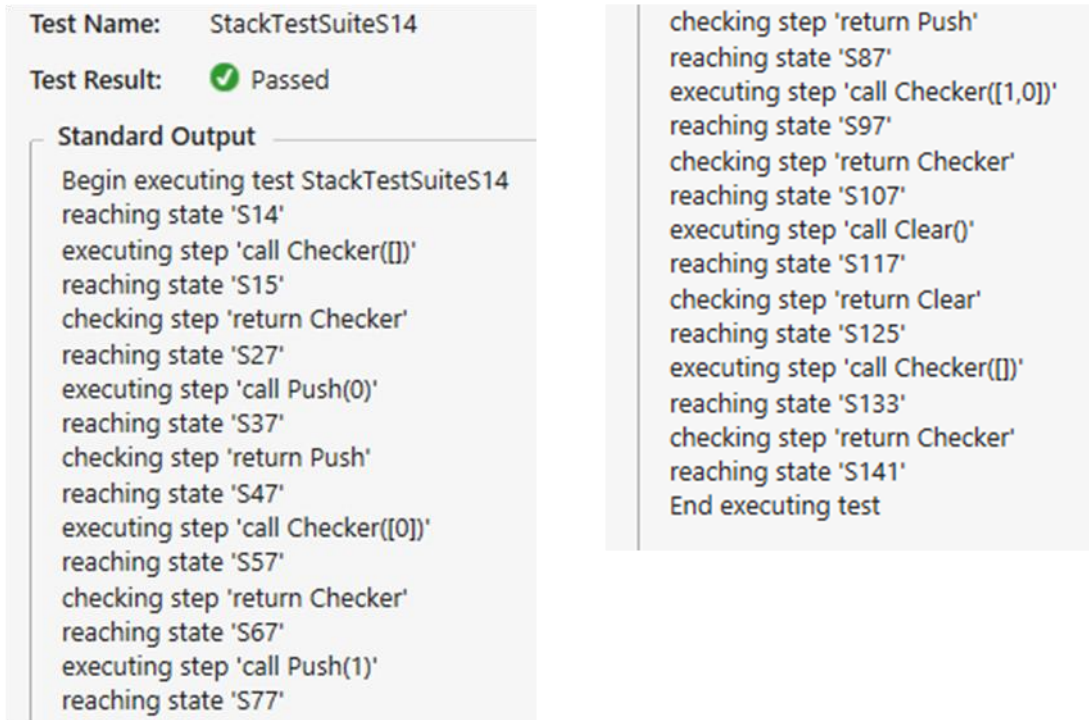 Test Name: StackTestSuiteS14
Test Result: Passed
Standard Output
Begin executing test StackTestSuiteS14
reaching state 'S14'
executing step 'call Checker([])'
reaching state 'S15'
checking step 'return Checker'
reaching state 'S27'
executing step 'call Push(0)'
reaching state 'S37'
checking step 'return Push'
reaching state 'S47'
executing step 'call Checker([0])'
reaching state 'S57'
checking step 'return Checker'
reaching state 'S67'
executing step 'call Push(1)'
reaching state 'S77'
checking step 'return Push'
reaching state 'S87'
executing step 'call Checker([1,0])'
reaching state 'S97'
checking step 'return Checker'
reaching state 'S107'
executing step 'call Clear()'
reaching state 'S117'
checking step 'return Clear'
reaching state 'S125'
executing step 'call Checker([])'
reaching state 'S133'
checking step 'return Checker'
reaching state 'S141'
End executing test